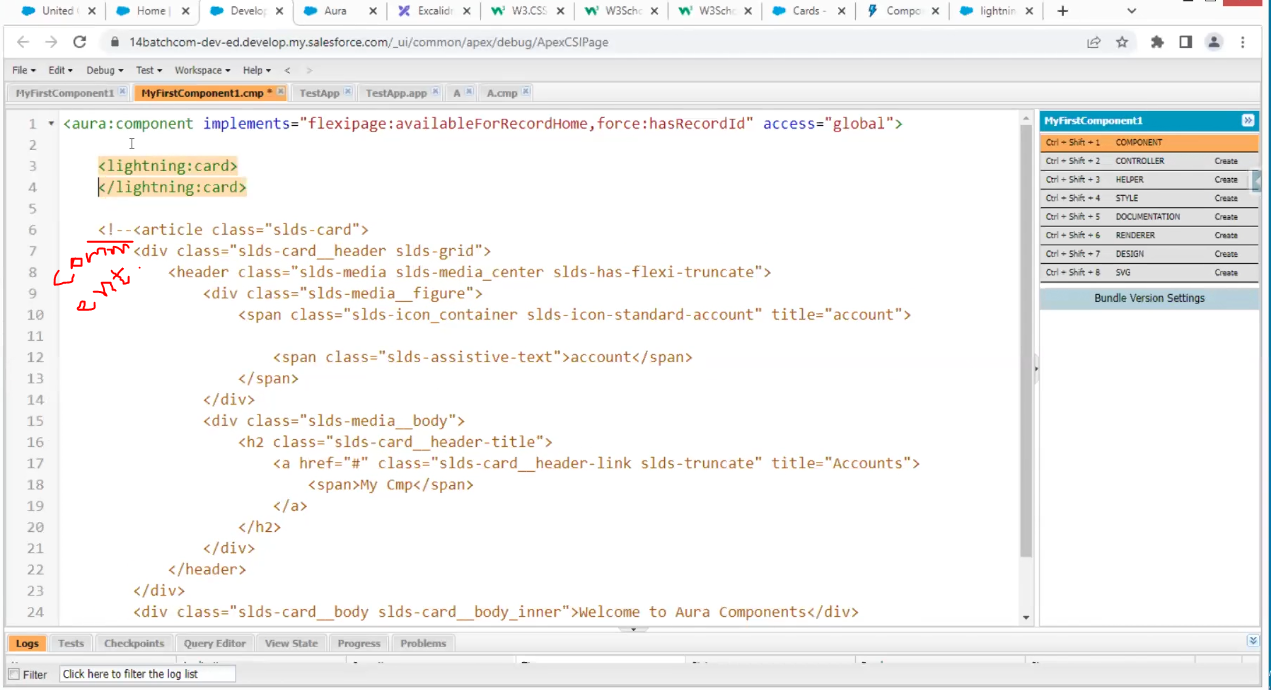 United Home | Develop Aura Excalidr W3.CSS W3Scho W3Scho Cards - Compo lightnin
14batchcom-dev-ed.develop.my.salesforce.com/_ui/common/apex/debug/ApexCSIPage
File Edit Debug Test Workspace Help < >
MyFirstComponent1 MyFirstComponent1.cmp * TestApp TestApp.app A A.cmp
1 <aura:component implements="flexipage:availableForRecordHome,force:hasRecordId" access="global">
2
3 <lightning:card>
4 </lightning:card>
5
6 <!--<article class="slds-card">
7 <div class="slds-card__header slds-grid">
8 <header class="slds-media slds-media_center slds-has-flexi-truncate">
9 <div class="slds-media__figure">
10 <span class="slds-icon_container slds-icon-standard-account" title="account">
11
12 <span class="slds-assistive-text">account</span>
13 </span>
14 </div>
15 <div class="slds-media__body">
16 <h2 class="slds-card__header-title">
17 <a href="#" class="slds-card__header-link slds-truncate" title="Accounts">
18 <span>My Cmp</span>
19 </a>
20 </h2>
21 </div>
22 </header>
23 </div>
24 <div class="slds-card__body slds-card__body_inner">Welcome to Aura Components</div>
Comm
ent
MyFirstComponent1
Ctrl + Shift + 1 COMPONENT
Ctrl + Shift + 2 CONTROLLER Create
Ctrl + Shift + 3 HELPER Create
Ctrl + Shift + 4 STYLE Create
Ctrl + Shift + 5 DOCUMENTATION Create
Ctrl + Shift + 6 RENDERER Create
Ctrl + Shift + 7 DESIGN Create
Ctrl + Shift + 8 SVG Create
Bundle Version Settings
Logs Tests Checkpoints Query Editor View State Progress Problems
Filter Click here to filter the log list